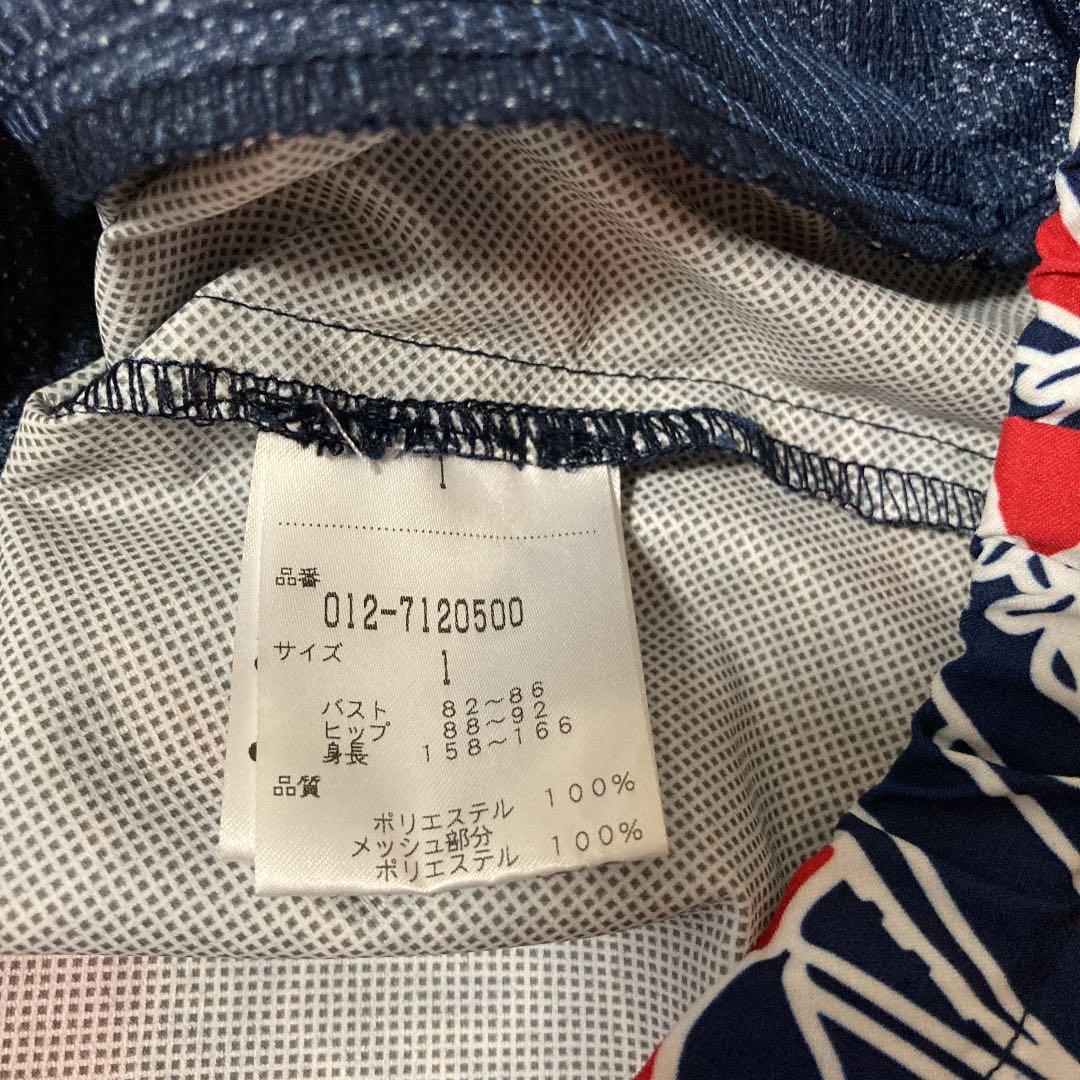 1
品番
012-7120500
サイズ
1
バスト 82～86
ヒップ 88～92
身長 158～166
品質
ポリエステル 100%
メッシュ部分
ポリエステル 100%